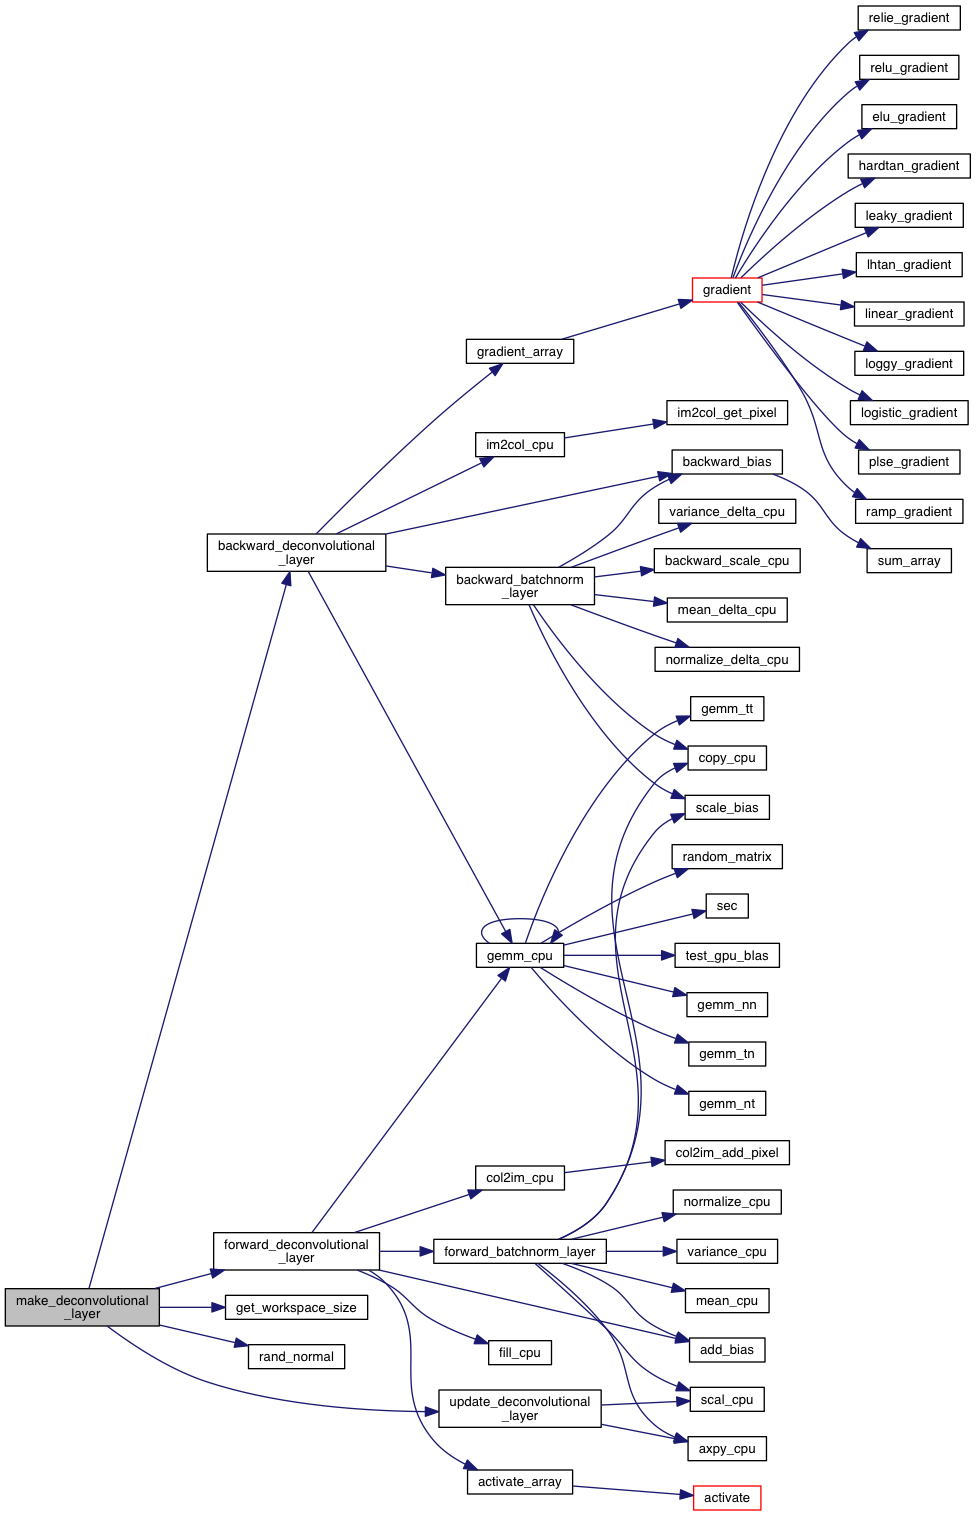 relie_gradient
relu_gradient
elu_gradient
hardtan_gradient
leaky_gradient
lhtan_gradient
gradient
linear_gradient
gradient_array
loggy_gradient
im2col_get_pixel
logistic_gradient
im2col_cpu
backward_bias
plse_gradient
variance_delta_cpu
ramp_gradient
backward_deconvolutional
_layer
backward_scale_cpu
sum_array
backward_batchnorm
_layer
mean_delta_cpu
normalize_delta_cpu
gemm_tt
copy_cpu
scale_bias
random_matrix
sec
gemm_cpu
test_gpu_blas
gemm_nn
gemm_tn
gemm_nt
col2im_add_pixel
col2im_cpu
normalize_cpu
forward_deconvolutional
_layer
forward_batchnorm_layer
variance_cpu
make_deconvolutional
_layer
get_workspace_size
mean_cpu
rand_normal
fill_cpu
add_bias
update_deconvolutional
_layer
scal_cpu
axpy_cpu
activate_array
activate